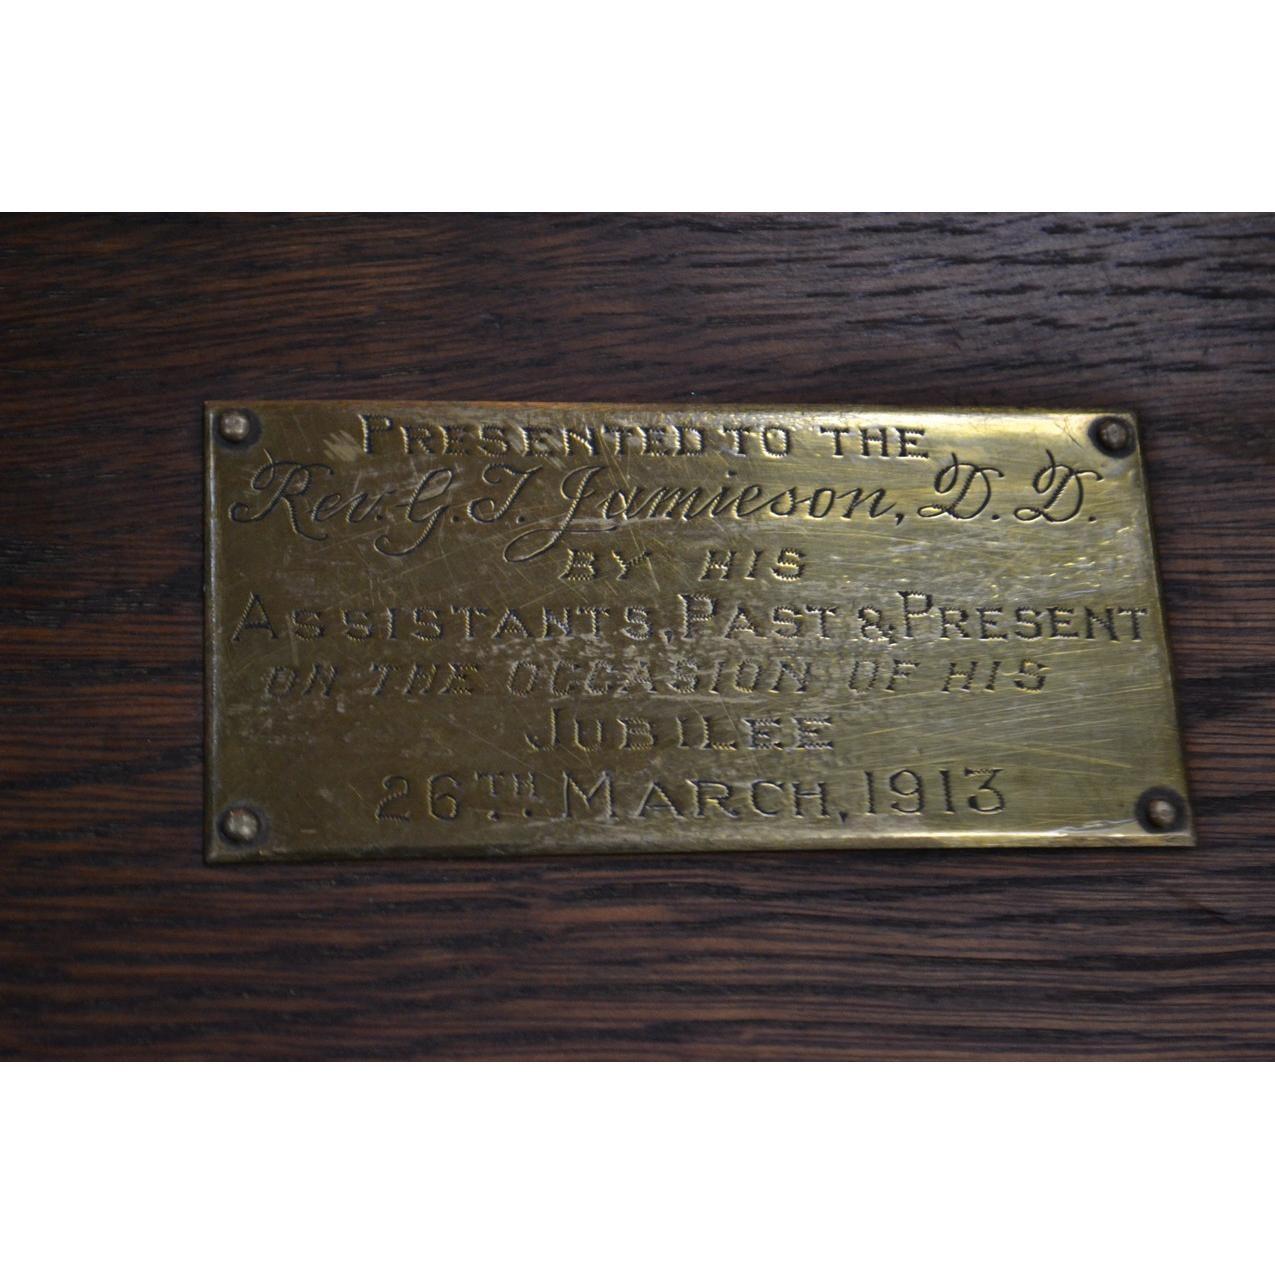 PRESENTED TO THE
Rev. G. T. Jamieson, D. D.
BY HIS
ASSISTANTS, PAST & PRESENT
ON THE OCCASION OF HIS
JUBILEE
26TH. MARCH, 1913